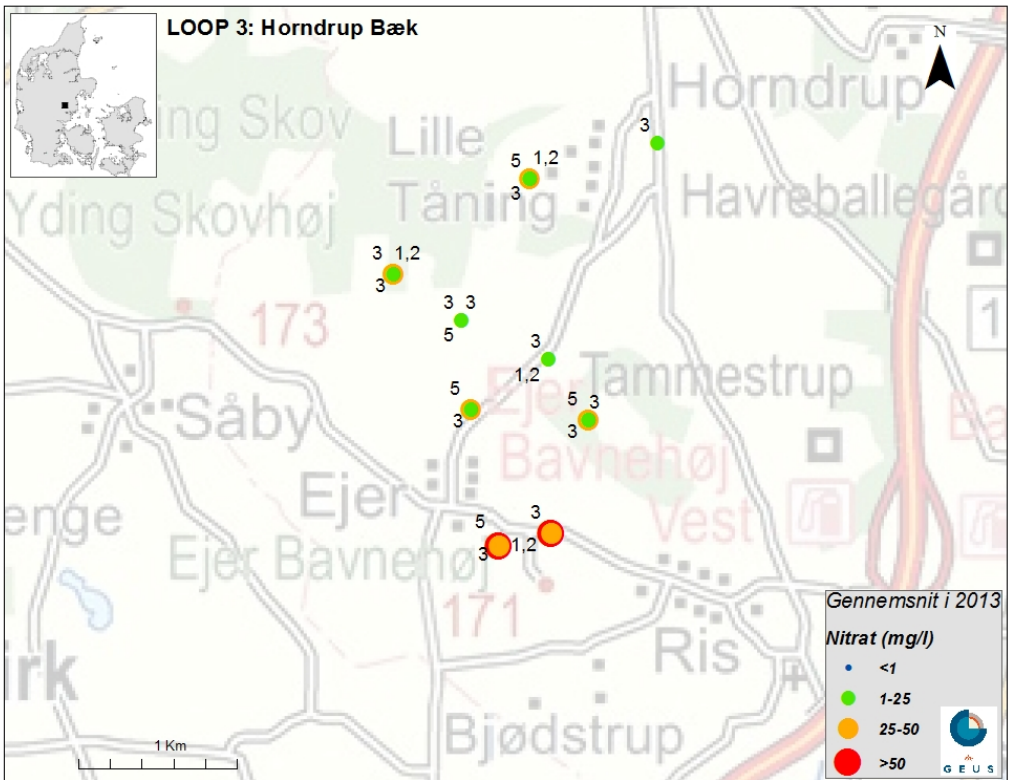 LOOP 3: Horndrup Bæk
N
Horndrup
ing Skov
Lille
Tåning
3
5 1,2
3
Yding Skovhøj
Havreballegård
3 1,2
3
173
3 3
5
1
3
1,2
Tammestrup
Ejer
Bavnehøj
Vest
5
3
5 3
3
Såby
Ba
Ejer
enge
Ejer Bavnehøj
5
3
3
1,2
171
Ris
irk
Bjødstrup
1 Km
Gennemsnit i 2013
Nitrat (mg/l)
<1
1-25
25-50
>50
G E U S